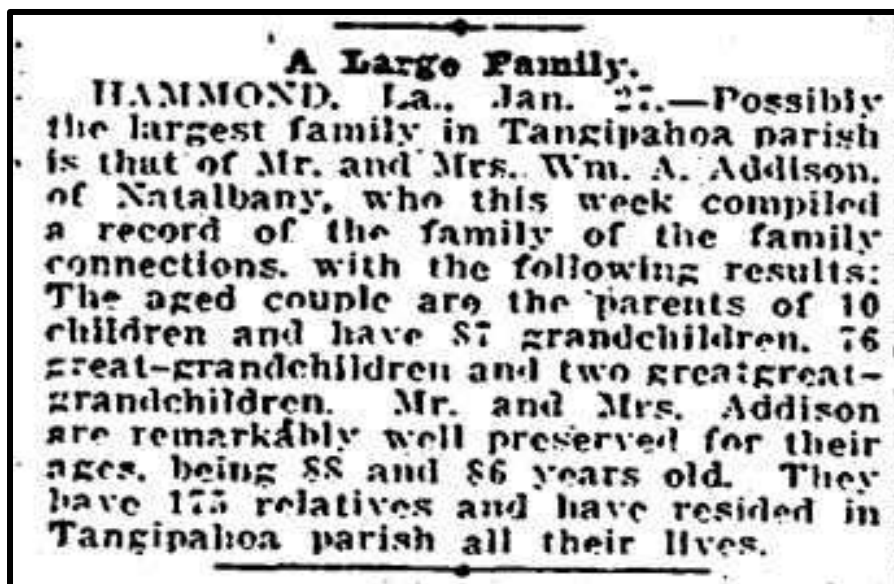 A Large Family.
HAMMOND, La., Jan. 27.—Possibly
the largest family in Tangipahoa parish
is that of Mr. and Mrs. Wm. A. Addison,
of Natalbany, who this week compiled
a record of the family of the family
connections, with the following results:
The aged couple are the parents of 10
children and have 87 grandchildren, 76
great-grandchildren and two greatgreat-
grandchildren. Mr. and Mrs. Addison
are remarkably well preserved for their
ages, being 88 and 86 years old. They
have 175 relatives and have resided in
Tangipahoa parish all their lives.